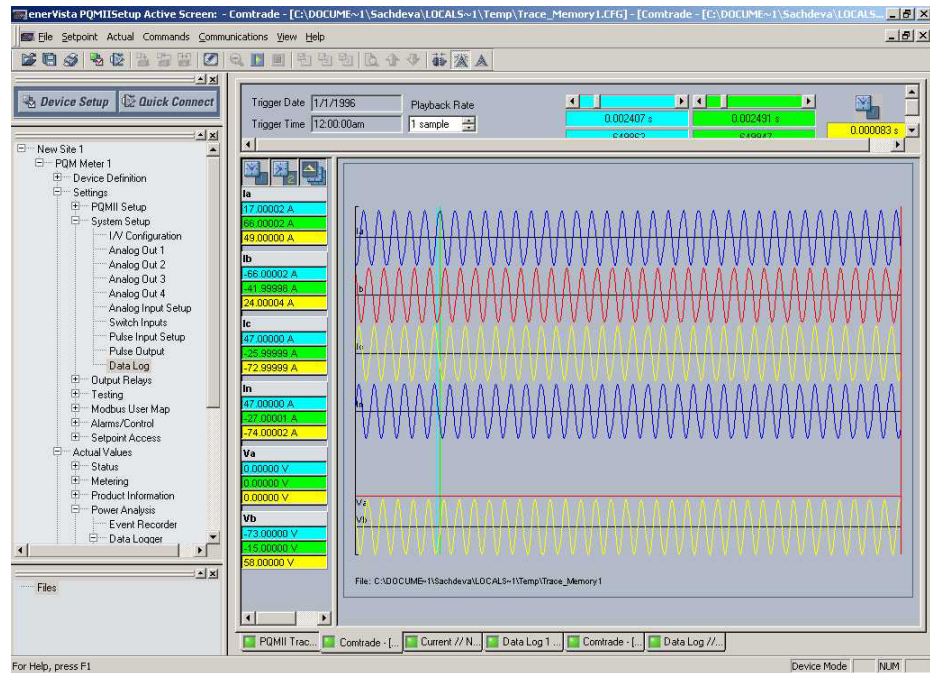 enerVista PQMIISetup Active Screen: - Comtrade - [C:\DOCUME~1\Sachdeva\LOCALS~1\Temp\Trace_Memory1.CFG] - [Comtrade - [C:\DOCUME~1\Sachdeva\LOCALS...
File Setpoint Actual Commands Communications View Help
Device Setup Quick Connect
New Site 1
PQM Meter 1
Device Definition
Settings
PQMII Setup
System Setup
I/V Configuration
Analog Out 1
Analog Out 2
Analog Out 3
Analog Out 4
Analog Input Setup
Switch Inputs
Pulse Input Setup
Pulse Output
Data Log
Output Relays
Testing
Modbus User Map
Alarms/Control
Setpoint Access
Actual Values
Status
Metering
Product Information
Power Analysis
Event Recorder
Data Logger
Files
Trigger Date 1/1/1996 Playback Rate
Trigger Time 12:00:00am 1 sample
0.002407 s 0.002491 s 0.000083 s
Ia
17.00002 A
66.00002 A
49.00000 A
Ib
-66.00002 A
-41.99998 A
24.00004 A
Ic
47.00000 A
-25.99999 A
-72.99999 A
In
47.00000 A
-27.00001 A
-74.00002 A
Va
0.00000 V
0.00000 V
0.00000 V
Vb
-73.00000 V
-15.00000 V
58.00000 V
Ia
Ib
Ic
In
Va
Vb
File: C:\DOCUME~1\Sachdeva\LOCALS~1\Temp\Trace_Memory1
PQMII Trac... Comtrade - [... Current // N... Data Log 1 ... Comtrade - [... Data Log //...
For Help, press F1 Device Mode NUM